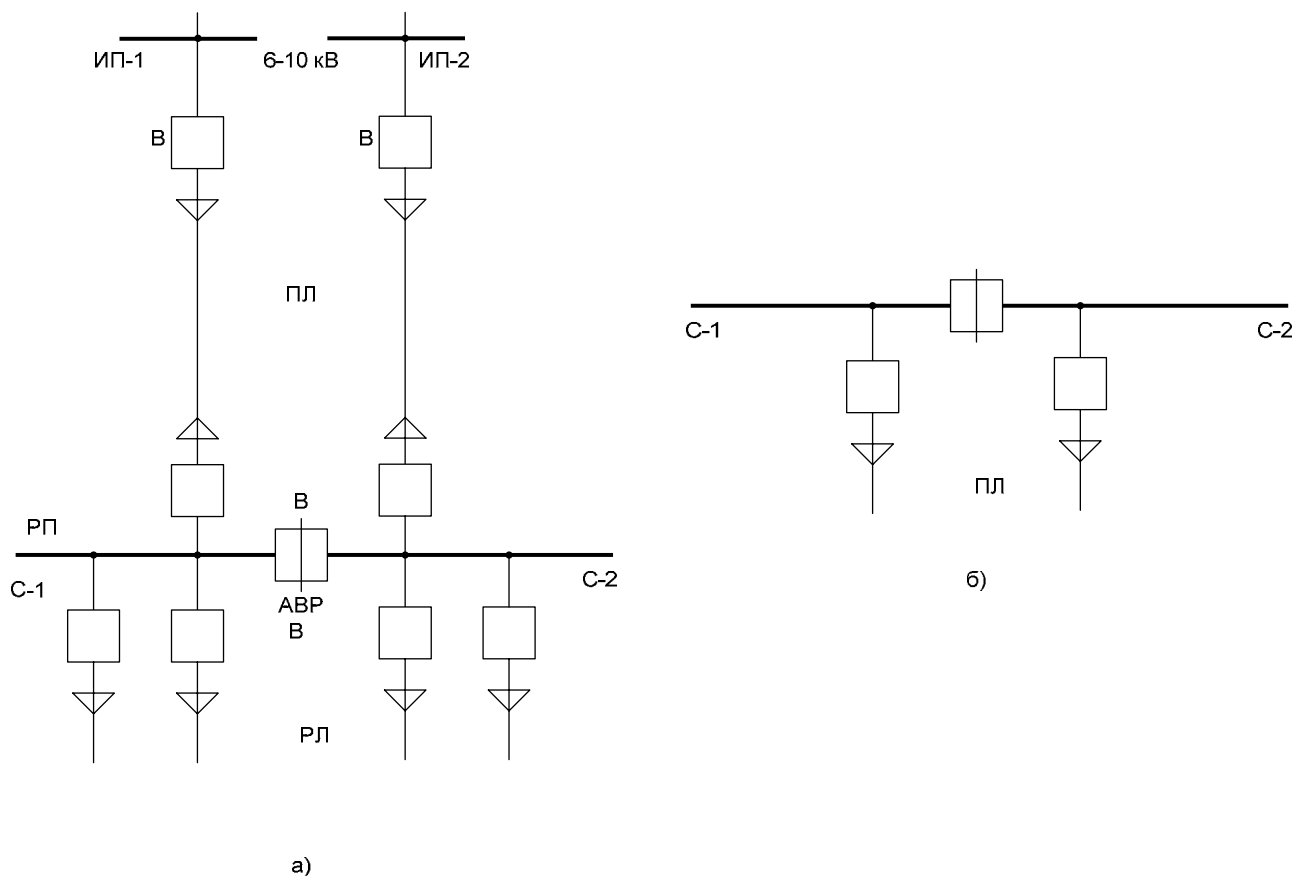 ИП-1 6-10 кВ ИП-2
В В
ПЛ
В
РП
С-1 С-2
АВР
В
РЛ
а)
С-1 С-2
ПЛ
б)